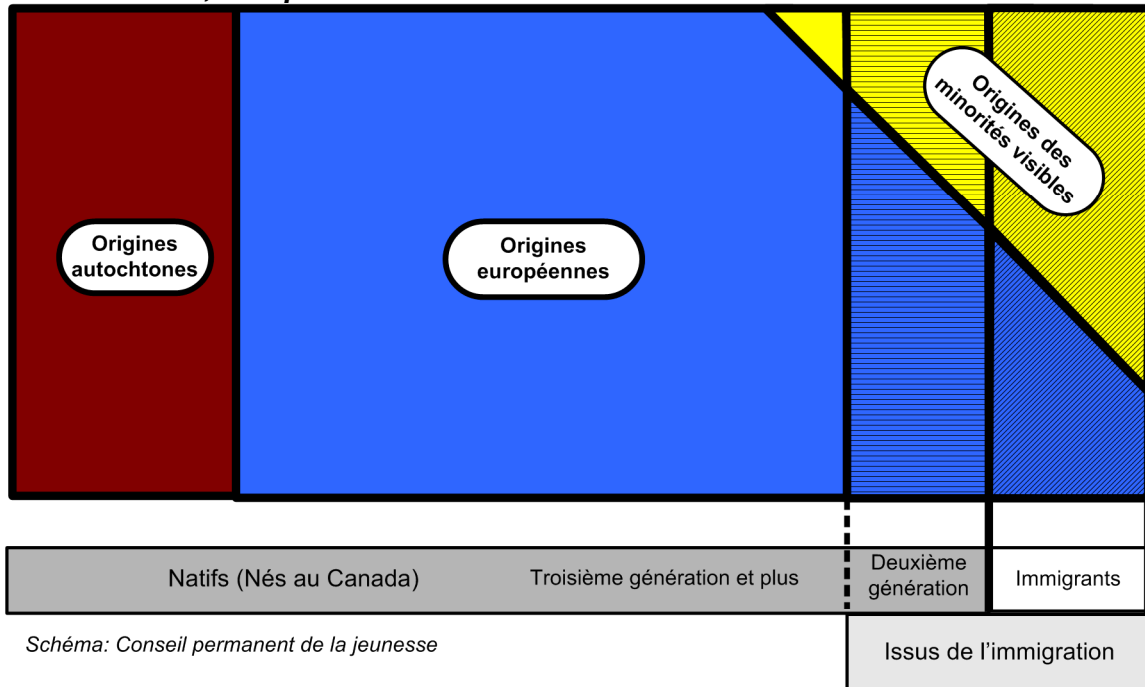 Origines
autochtones
Origines
européennes
Origines des
minorités visibles
Natifs (Nés au Canada)
Troisième génération et plus
Deuxième
génération
Immigrants
Schéma: Conseil permanent de la jeunesse
Issus de l'immigration